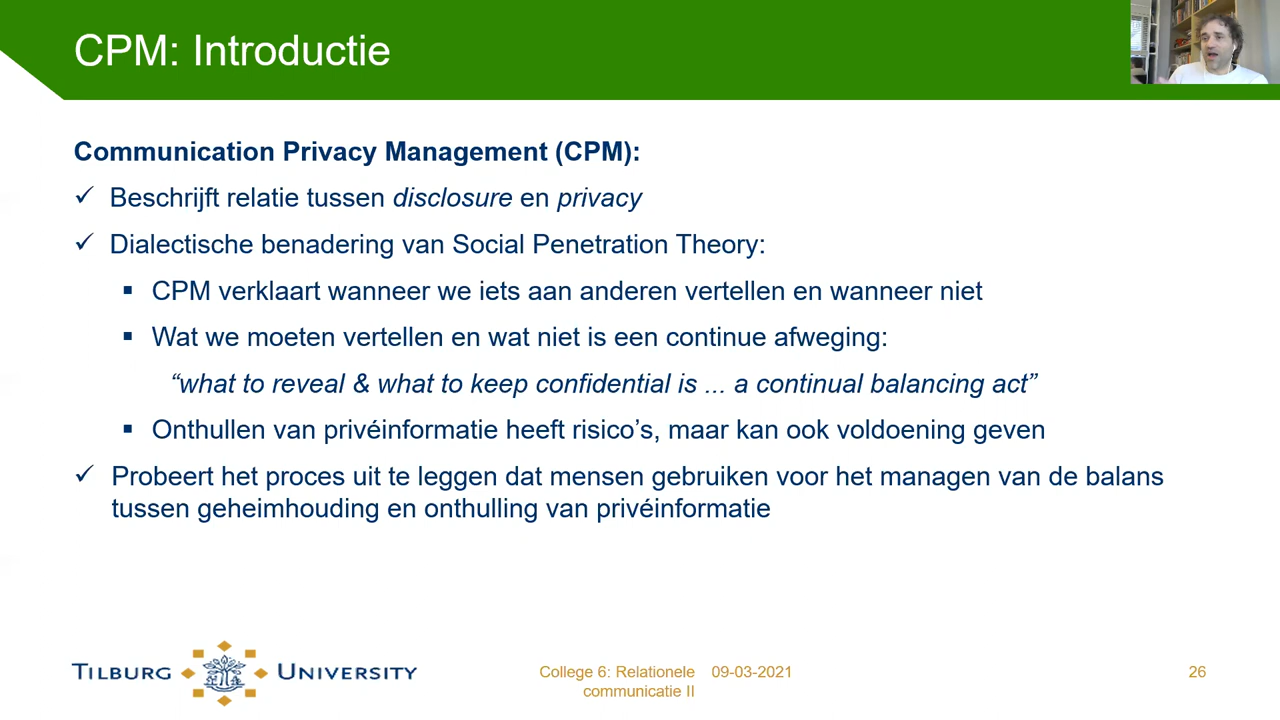 CPM: Introductie
Communication Privacy Management (CPM):
✓ Beschrijft relatie tussen disclosure en privacy
✓ Dialectische benadering van Social Penetration Theory:
▪ CPM verklaart wanneer we iets aan anderen vertellen en wanneer niet
▪ Wat we moeten vertellen en wat niet is een continue afweging:
“what to reveal & what to keep confidential is ... a continual balancing act”
▪ Onthullen van privéinformatie heeft risico’s, maar kan ook voldoening geven
✓ Probeert het proces uit te leggen dat mensen gebruiken voor het managen van de balans
tussen geheimhouding en onthulling van privéinformatie
TILBURG UNIVERSITY
College 6: Relationele 09-03-2021
communicatie II
26